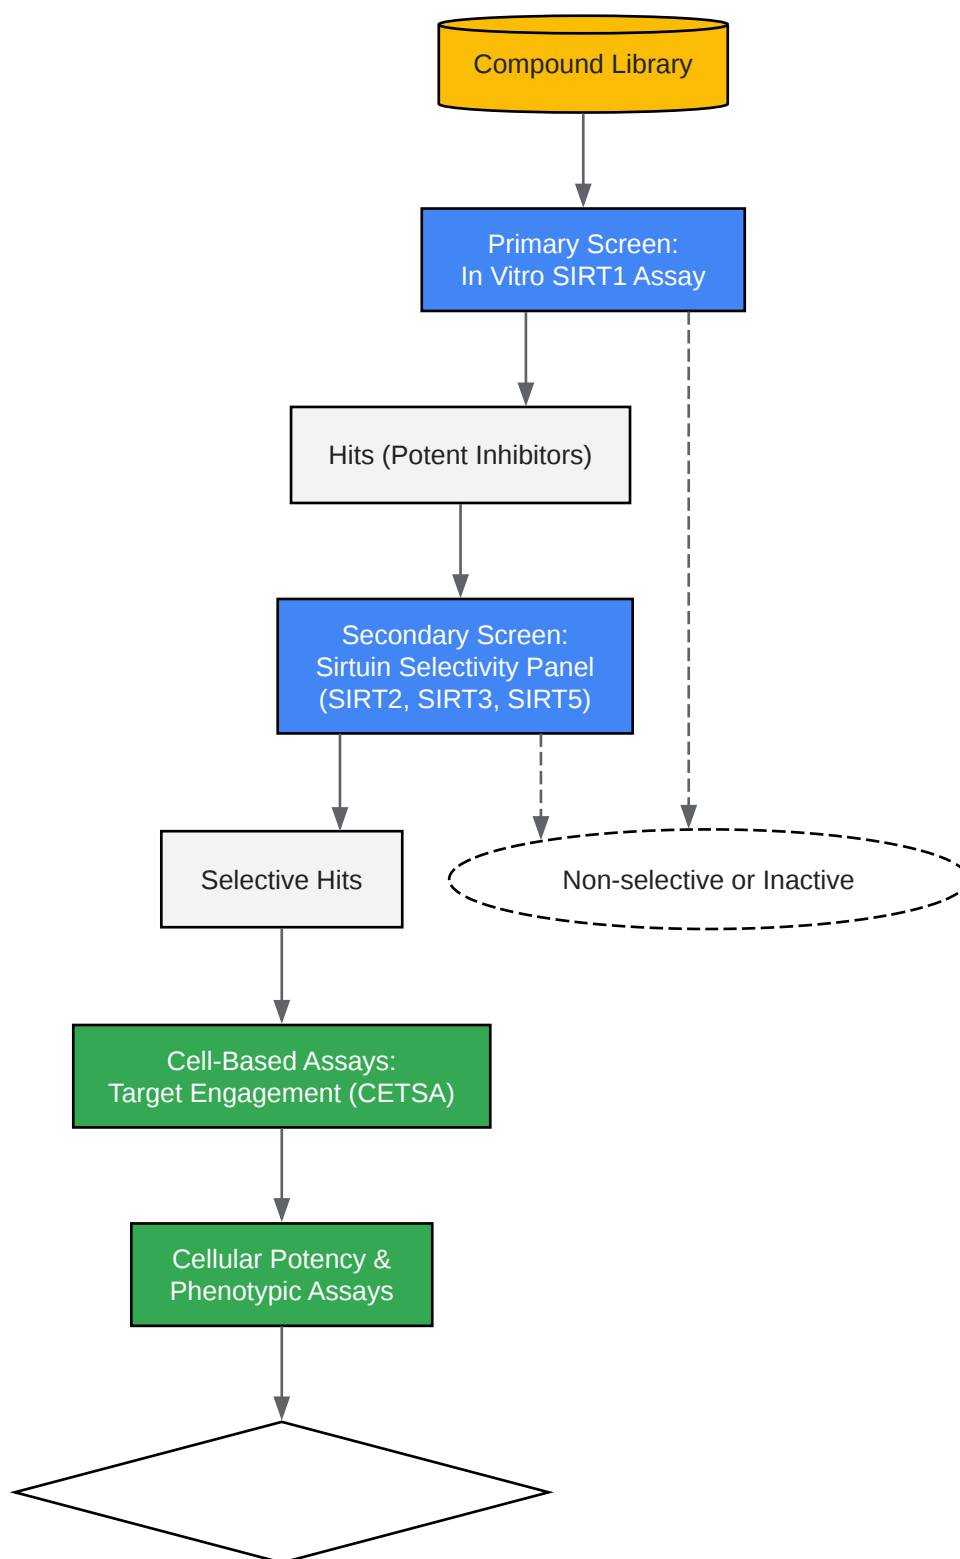 Compound Library
Primary Screen:
In Vitro SIRT1 Assay
Hits (Potent Inhibitors)
Secondary Screen:
Sirtuin Selectivity Panel
(SIRT2, SIRT3, SIRT5)
Selective Hits
Non-selective or Inactive
Cell-Based Assays:
Target Engagement (CETSA)
Cellular Potency &
Phenotypic Assays